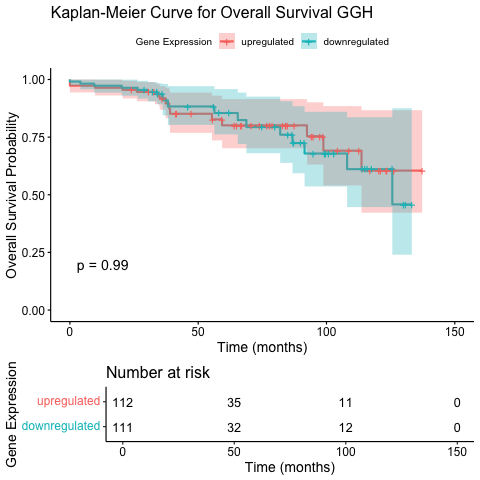 Kaplan-Meier Curve for Overall Survival GGH
Gene Expression upregulated downregulated
Overall Survival Probability
1.00
0.75
0.50
0.25
0.00
p = 0.99
0 50 100 150
Time (months)
Number at risk
Gene Expression
upregulated 112 35 11 0
downregulated 111 32 12 0
0 50 100 150
Time (months)